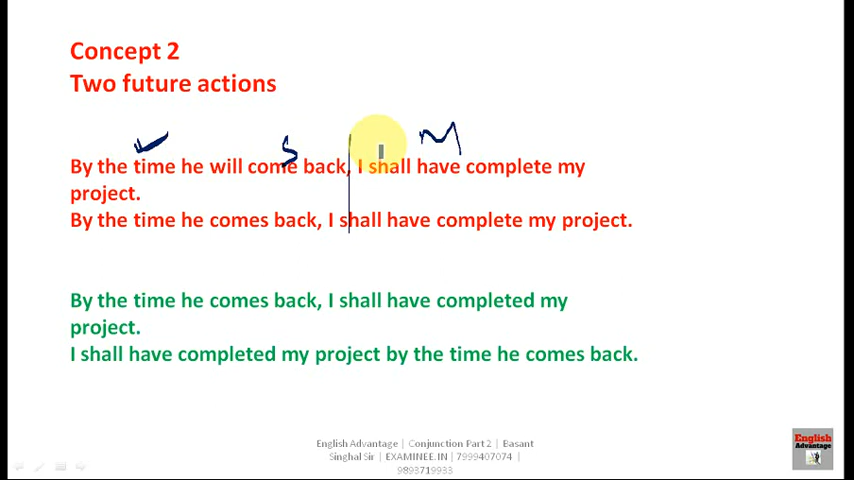 Concept 2
Two future actions
S M
By the time he will come back, I shall have complete my
project.
By the time he comes back, I shall have complete my project.
By the time he comes back, I shall have completed my
project.
I shall have completed my project by the time he comes back.
English Advantage | Conjunction Part 2 | Basant
Singhal Sir | EXAMINEE.IN | 7999407074 |
9893719933
English
Advantage